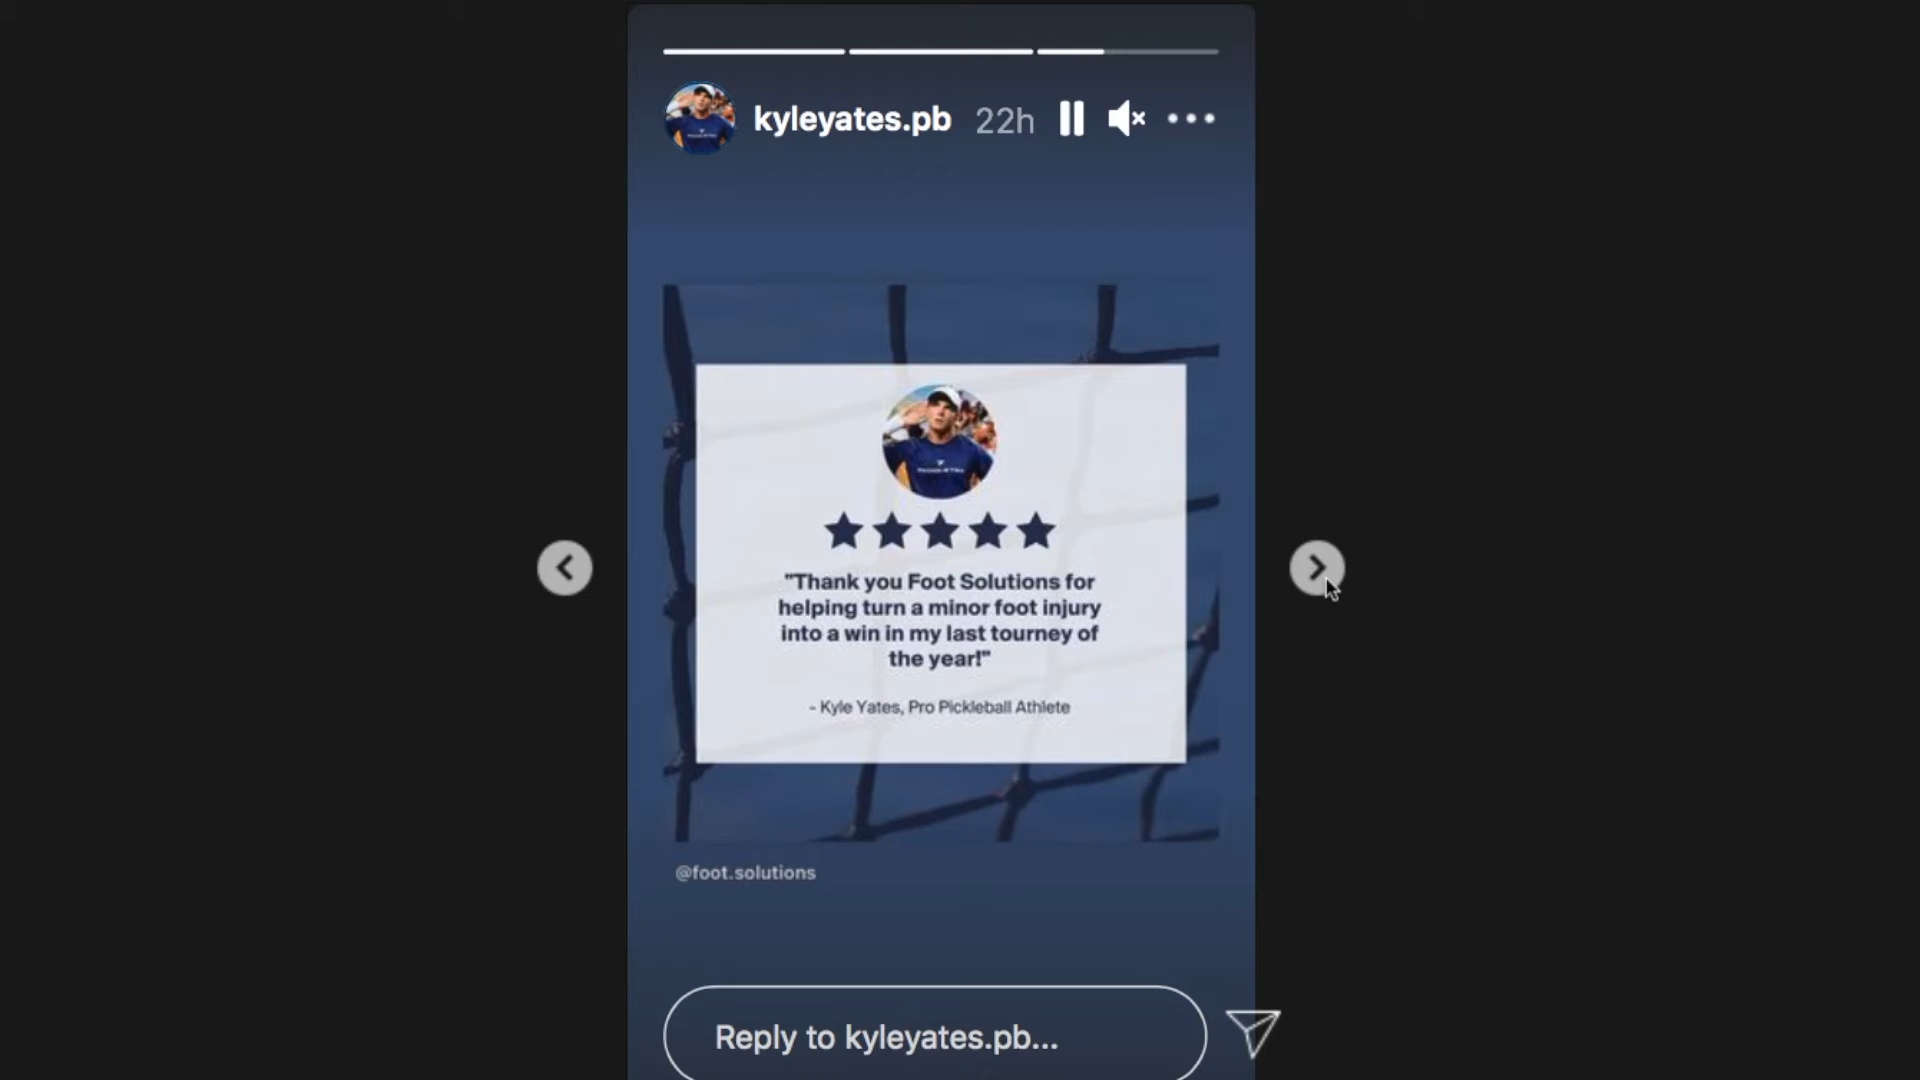 kyleyates.pb 22h
"Thank you Foot Solutions for
helping turn a minor foot injury
into a win in my last tourney of
the year!"
- Kyle Yates, Pro Pickleball Athlete
@foot.solutions
Reply to kyleyates.pb...